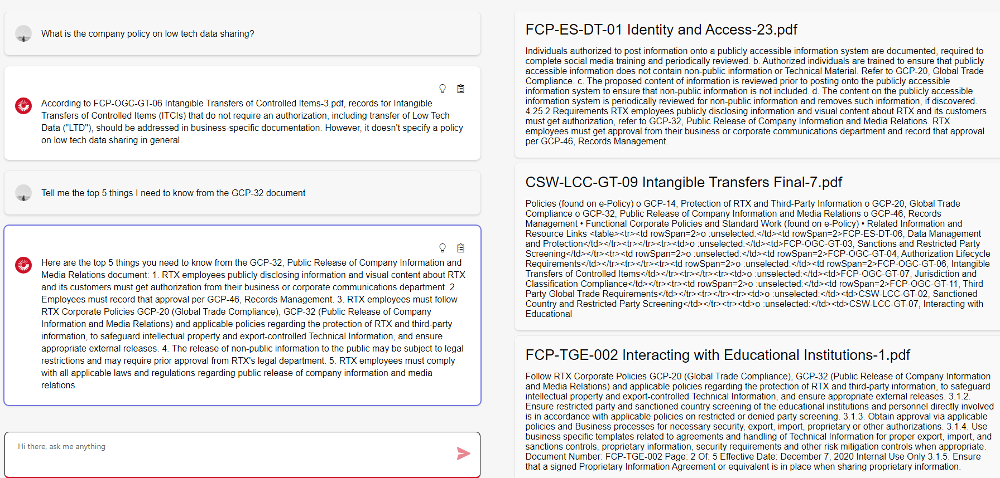 What is the company policy on low tech data sharing?
According to FCP-OGC-GT-06 Intangible Transfers of Controlled Items-3.pdf, records for Intangible
Transfers of Controlled Items (ITCIs) that do not require an authorization, including transfer of Low Tech
Data ("LTD"), should be addressed in business-specific documentation. However, it doesn't specify a policy
on low tech data sharing in general.
Tell me the top 5 things I need to know from the GCP-32 document
Here are the top 5 things you need to know from the GCP-32, Public Release of Company Information and
Media Relations document: 1. RTX employees publicly disclosing information and visual content about RTX
and its customers must get authorization from their business or corporate communications department. 2.
Employees must record that approval per GCP-46, Records Management. 3. RTX employees must follow
RTX Corporate Policies GCP-20 (Global Trade Compliance), GCP-32 (Public Release of Company
Information and Media Relations) and applicable policies regarding the protection of RTX and third-party
information, to safeguard intellectual property and export-controlled Technical Information, and ensure
appropriate external releases. 4. The release of non-public information to the public may be subject to legal
restrictions and may require prior approval from RTX's legal department. 5. RTX employees must comply
with all applicable laws and regulations regarding public release of company information and media
relations.
Hi there, ask me anything
FCP-ES-DT-01 Identity and Access-23.pdf
Individuals authorized to post information onto a publicly accessible information system are documented, required to
complete social media training and periodically reviewed. b. Authorized individuals are trained to ensure that publicly
accessible information does not contain non-public information or Technical Material. Refer to GCP-20, Global Trade
Compliance. c. The proposed content of information is reviewed prior to posting onto the publicly accessible
information system to ensure that non-public information is not included. d. The content on the publicly accessible
information system is periodically reviewed for non-public information and removes such information, if discovered.
4.25.2 Requirements RTX employees publicly disclosing information and visual content about RTX and its customers
must get authorization, refer to GCP-32, Public Release of Company Information and Media Relations. RTX
employees must get approval from their business or corporate communications department and record that approval
per GCP-46, Records Management.
CSW-LCC-GT-09 Intangible Transfers Final-7.pdf
Policies (found on e-Policy) o GCP-14, Protection of RTX and Third-Party Information o GCP-20, Global Trade
Compliance o GCP-32, Public Release of Company Information and Media Relations o GCP-46, Records
Management • Functional Corporate Policies and Standard Work (found on e-Policy) • Related Information and
Resource Links <table><tr><td rowSpan=2>o :unselected:</td><td rowSpan=2>FCP-ES-DT-06, Data Management
and Protection</td></tr><tr></tr><tr><td>o :unselected:</td><td>FCP-OGC-GT-03, Sanctions and Restricted Party
Screening</td></tr><tr><td rowSpan=2>o :unselected:</td><td rowSpan=2>FCP-OGC-GT-04, Authorization Lifecycle
Requirements</td></tr><tr></tr><tr><td rowSpan=2>o :unselected:</td><td rowSpan=2>FCP-OGC-GT-06, Intangible
Transfers of Controlled Items</td></tr><tr></tr><tr><td>o :unselected:</td><td>FCP-OGC-GT-07, Jurisdiction and
Classification Compliance</td></tr><tr><td rowSpan=2>o :unselected:</td><td rowSpan=2>FCP-OGC-GT-11, Third
Party Global Trade Requirements</td></tr><tr></tr><tr><td>o :unselected:</td><td>CSW-LCC-GT-02, Sanctioned
Country and Restricted Party Screening</td></tr><tr><td>o :unselected:</td><td>CSW-LCC-GT-07, Interacting with
Educational
FCP-TGE-002 Interacting with Educational Institutions-1.pdf
Follow RTX Corporate Policies GCP-20 (Global Trade Compliance), GCP-32 (Public Release of Company Information
and Media Relations) and applicable policies regarding the protection of RTX and third-party information, to safeguard
intellectual property and export-controlled Technical Information, and ensure appropriate external releases. 3.1.2.
Ensure restricted party and sanctioned country screening of the educational institutions and personnel directly involved
is in accordance with applicable policies on restricted or denied party screening. 3.1.3. Obtain approval via applicable
policies and Business processes for necessary security, export, import, proprietary or other authorizations. 3.1.4. Use
business specific templates related to agreements and handling of Technical Information for proper export, import, and
sanctions controls, proprietary information, security requirements and other risk mitigation controls when appropriate.
Document Number: FCP-TGE-002 Page: 2 Of: 5 Effective Date: December 7, 2020 Internal Use Only 3.1.5. Ensure
that a signed Proprietary Information Agreement or equivalent is in place when sharing proprietary information.